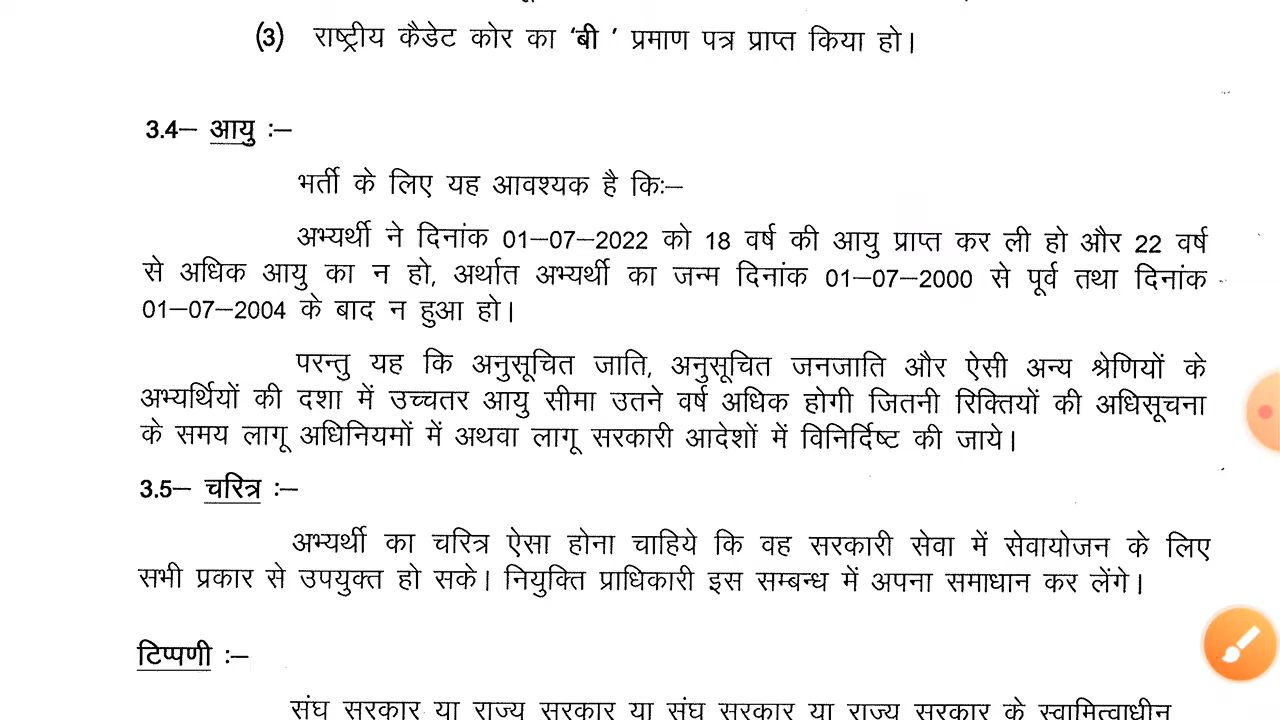 (3) राष्ट्रीय कैडेट कोर का 'बी ' प्रमाण पत्र प्राप्त किया हो।
3.4– आयु :–
भर्ती के लिए यह आवश्यक है किः–
अभ्यर्थी ने दिनांक 01–07–2022 को 18 वर्ष की आयु प्राप्त कर ली हो और 22 वर्ष
से अधिक आयु का न हो, अर्थात अभ्यर्थी का जन्म दिनांक 01–07–2000 से पूर्व तथा दिनांक
01–07–2004 के बाद न हुआ हो।
परन्तु यह कि अनुसूचित जाति, अनुसूचित जनजाति और ऐसी अन्य श्रेणियों के
अभ्यर्थियों की दशा में उच्चतर आयु सीमा उतने वर्ष अधिक होगी जितनी रिक्तियों की अधिसूचना
के समय लागू अधिनियमों में अथवा लागू सरकारी आदेशों में विनिर्दिष्ट की जाये।
3.5– चरित्र :–
अभ्यर्थी का चरित्र ऐसा होना चाहिये कि वह सरकारी सेवा में सेवायोजन के लिए
सभी प्रकार से उपयुक्त हो सके। नियुक्ति प्राधिकारी इस सम्बन्ध में अपना समाधान कर लेंगे।
टिप्पणी :–
संघ सरकार या राज्य सरकार या संघ सरकार या राज्य सरकार के स्वामित्वाधीन